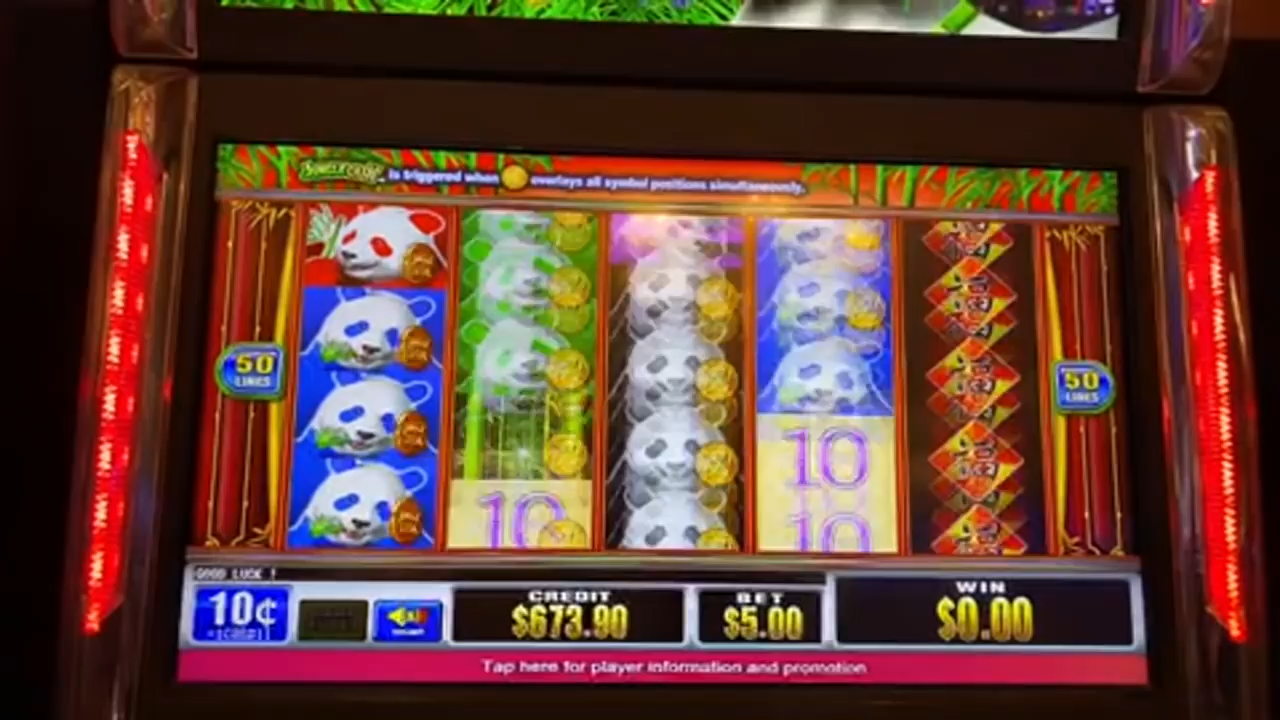 is triggered when overlays all symbol positions simultaneously.
50
LINES
50
LINES
10
10
10
GOOD LUCK !
10¢
=1CREDIT
CREDIT
$673.90
BET
$5.00
WIN
$0.00
Tap here for player information and promotion